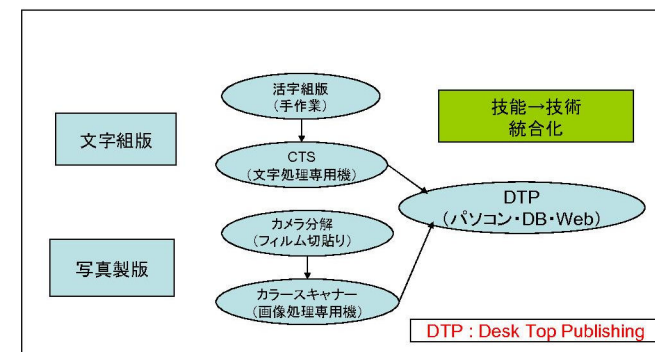 活字組版
(手作業)
技能→技術
統合化
文字組版
CTS
(文字処理専用機)
DTP
(パソコン・DB・Web)
カメラ分解
(フィルム切貼り)
写真製版
カラースキャナー
(画像処理専用機)
DTP : Desk Top Publishing